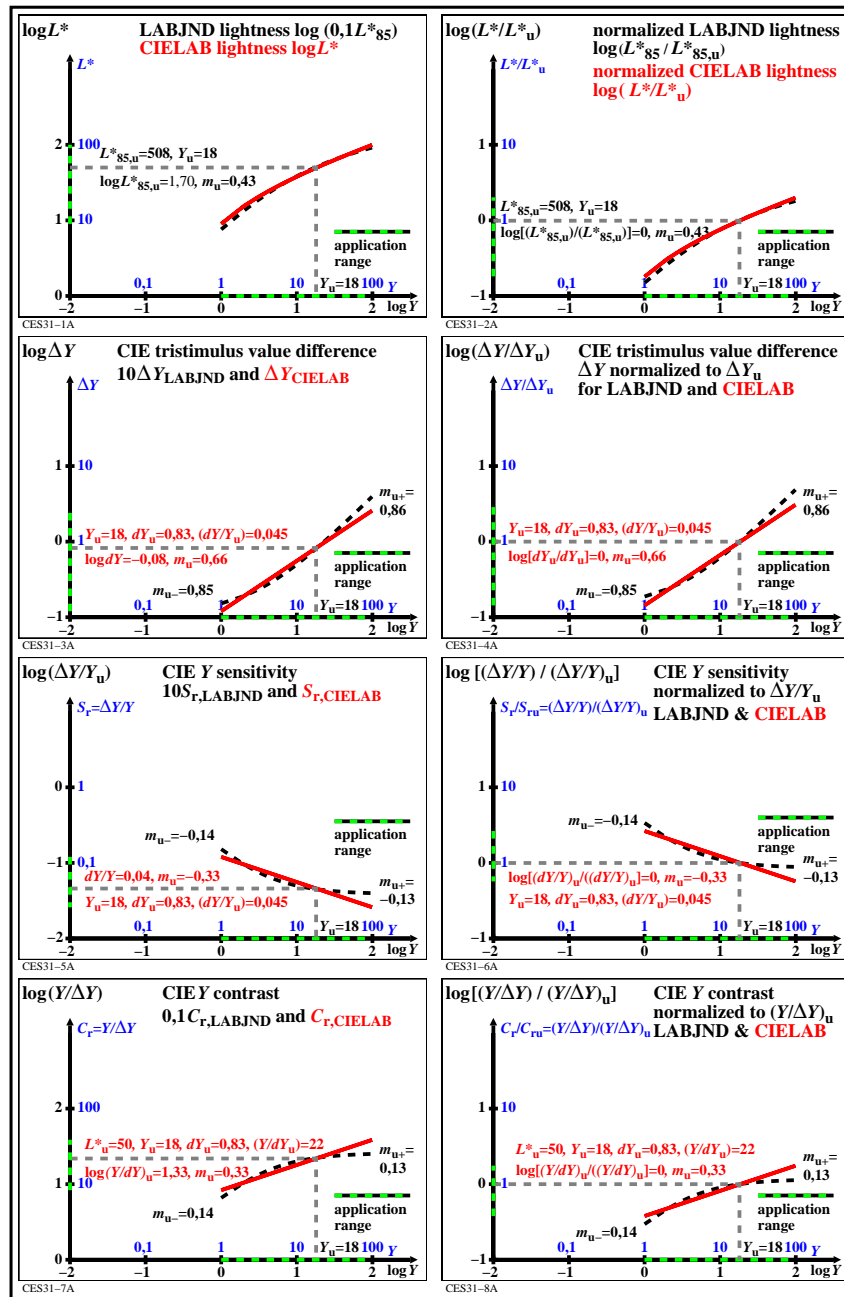 logL* LABJND lightness log (0,1L*85)
CIELAB lightness logL*
L*
2 100
L*85,u=508, Yu=18
logL*85,u=1,70, mu=0,43
1 10
application
range
0 0,1 1 10 Yu=18 100 Y
−2 −1 0 1 2 logY
CES31−1A
log(L*/L*u) normalized LABJND lightness
log(L*85/L*85,u)
L*/L*u normalized CIELAB lightness
log( L*/L*u)
1 10
L*85,u=508, Yu=18
0 1
log[(L*85,u)/(L*85,u)]=0, mu=0,43
application
range
−1 0,1 1 10 Yu=18 100 Y
−2 −1 0 1 2 logY
CES31−2A
logΔY CIE tristimulus value difference
10ΔYLABJND and ΔYCIELAB
ΔY
1 10
mu+=
0,86
Yu=18, dYu=0,83, (dY/Yu)=0,045
0 1
logdY=−0,08, mu=0,66
application
range
mu−=0,85
−1 0,1 1 10 Yu=18 100 Y
−2 −1 0 1 2 logY
CES31−3A
log(ΔY/ΔYu) CIE tristimulus value difference
ΔY normalized to ΔYu
ΔY/ΔYu for LABJND and CIELAB
1 10
mu+=
0,86
Yu=18, dYu=0,83, (dY/Yu)=0,045
0 1
log[dYu/dYu]=0, mu=0,66
application
range
mu−=0,85
−1 0,1 1 10 Yu=18 100 Y
−2 −1 0 1 2 logY
CES31−4A
log(ΔY/Yu) CIE Y sensitivity
10Sr,LABJND and Sr,CIELAB
Sr=ΔY/Y
0 1
mu−=−0,14
application
range
−1 0,1
dY/Y=0,04, mu=−0,33
mu+=
−0,13
Yu=18, dYu=0,83, (dY/Yu)=0,045
−2 0,1 1 10 Yu=18 100 Y
−2 −1 0 1 2 logY
CES31−5A
log [(ΔY/Y) / (ΔY/Y)u] CIE Y sensitivity
normalized to ΔY/Yu
Sr/Sru=(ΔY/Y)/(ΔY/Y)u LABJND & CIELAB
1 10
mu−=−0,14
application
range
0 1
log[(dY/Y)u/((dY/Y)u]=0, mu=−0,33
mu+=
−0,13
Yu=18, dYu=0,83, (dY/Yu)=0,045
−1 0,1 1 10 Yu=18 100 Y
−2 −1 0 1 2 logY
CES31−6A
log(Y/ΔY) CIE Y contrast
0,1Cr,LABJND and Cr,CIELAB
Cr=Y/ΔY
2 100
L*u=50, Yu=18, dYu=0,83, (Y/dYu)=22
mu+=
0,13
log(Y/dY)u=1,33, mu=0,33
1 10
mu−=0,14
application
range
0 0,1 1 10 Yu=18 100 Y
−2 −1 0 1 2 logY
CES31−7A
log[(Y/ΔY) / (Y/ΔY)u] CIE Y contrast
normalized to (Y/ΔY)u
Cr/Cru=(ΔY/Y)/(Y/ΔY)u LABJND & CIELAB
1 10
L*u=50, Yu=18, dYu=0,83, (Y/dYu)=22
mu+=
0,13
log[(Y/dY)u/((Y/dY)u]=0, mu=0,33
0 1
mu−=0,14
application
range
−1 0,1 1 10 Yu=18 100 Y
−2 −1 0 1 2 logY
CES31−8A